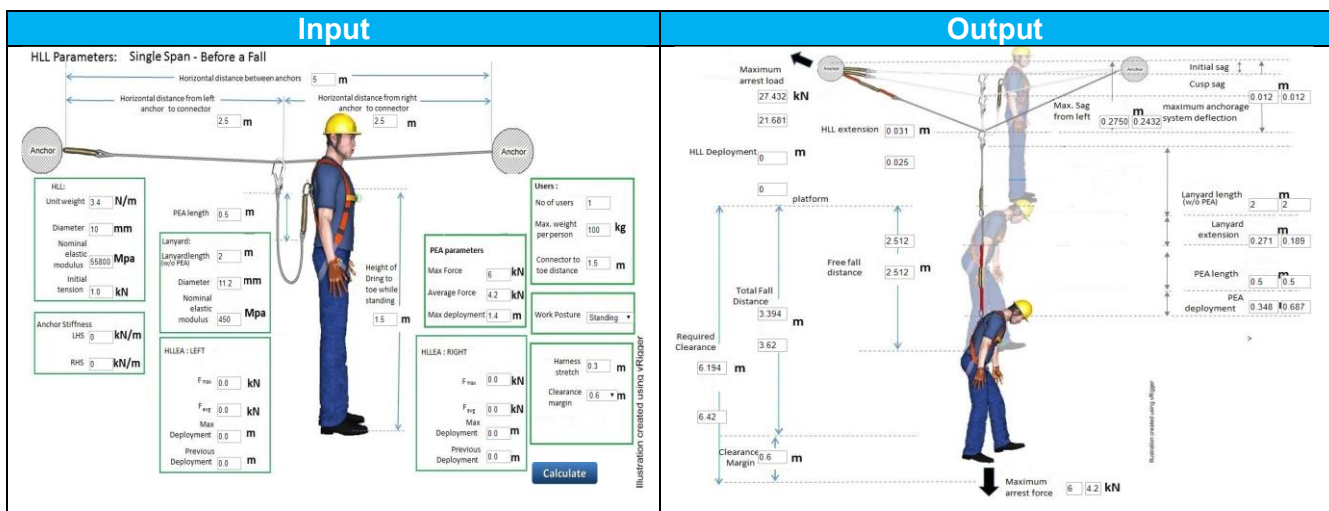 Input
HLL Parameters: Single Span - Before a Fall
Horizontal distance between anchors 5 m
Horizontal distance from left
anchor to connector
2.5 m
Horizontal distance from right
anchor to connector
2.5 m
Anchor
Anchor
HLL:
Unit weight 3.4 N/m
Diameter 10 mm
Nominal
elastic
modulus 55800 Mpa
Initial
tension 1.0 kN
Anchor Stiffness
LHS 0 kN/m
RHS 0 kN/m
PEA length 0.5 m
Lanyard:
Lanyardlength
(w/o PEA) 2 m
Diameter 11.2 mm
Nominal
elastic
modulus 450 Mpa
HLLEA : LEFT
F max 0.0 kN
F avg 0.0 kN
Max
Deployment 0.0 m
Previous
Deployment 0.0 m
Height of
Dring to
toe while
standing
1.5 m
PEA parameters
Max Force 6 kN
Average Force 4.2 kN
Max deployment 1.4 m
HLLEA : RIGHT
F max 0.0 kN
F avg 0.0 kN
Max
Deployment 0.0 m
Previous
Deployment 0.0 m
Users :
No of users 1
Max. weight
per person 100 kg
Connector to
toe distance 1.5 m
Work Posture Standing
Harness
stretch 0.3 m
Clearance
margin 0.6 m
Calculate
Illustration created using vRigger
Output
Anchor
Anchor
Maximum
arrest load
27.432 kN
21.681
Initial sag
Cusp sag m
0.012 0.012
Max. Sag
from left m
0.2750 0.2432
maximum anchorage
system deflection
HLL extension 0.031 m
0.025
HLL Deployment 0 m
0
platform
Lanyard length
(w/o PEA) m
2 2
Lanyard
extension m
0.271 0.189
PEA length m
0.5 0.5
PEA
deployment 0.348 0.687
>
2.512
Free fall
distance 2.512 m
Total Fall
Distance
3.394 m
3.62
Required
Clearance
6.194 m
6.42
Clearance
Margin 0.6 m
Maximum
arrest force 6 4.2 kN
Illustration created using vRigger